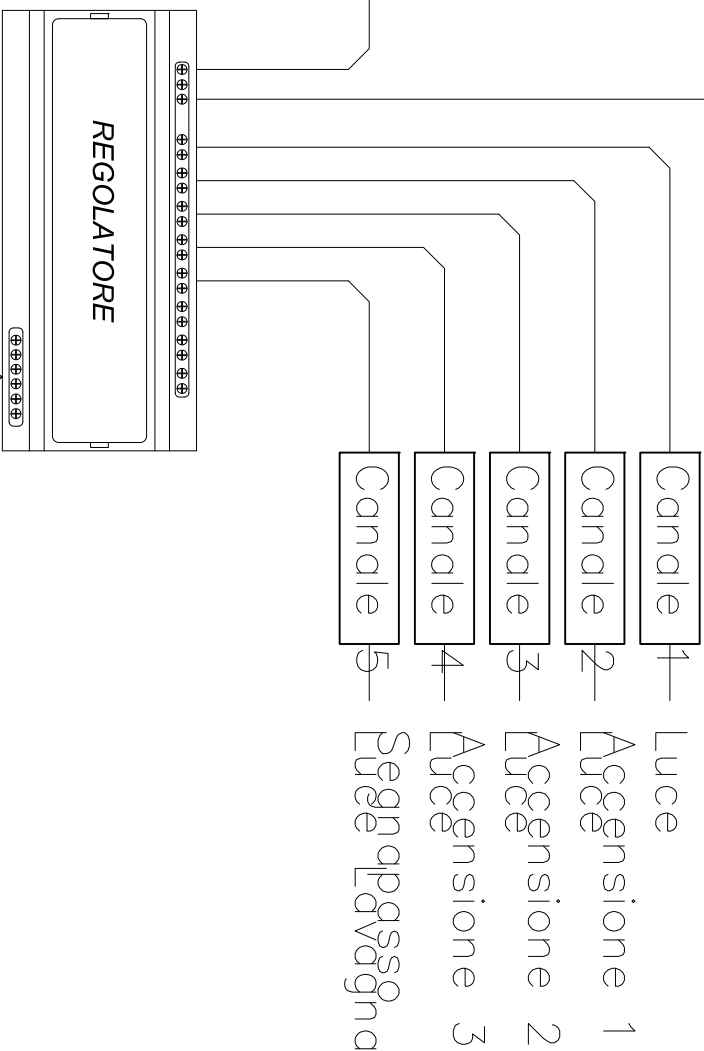 REGOLATORE
Canale 1
Luce
Accensione 1
Canale 2
Luce
Accensione 2
Canale 3
Luce
Accensione 3
Canale 4
Luce
Segnapasso
Canale 5
Luce Lavagna